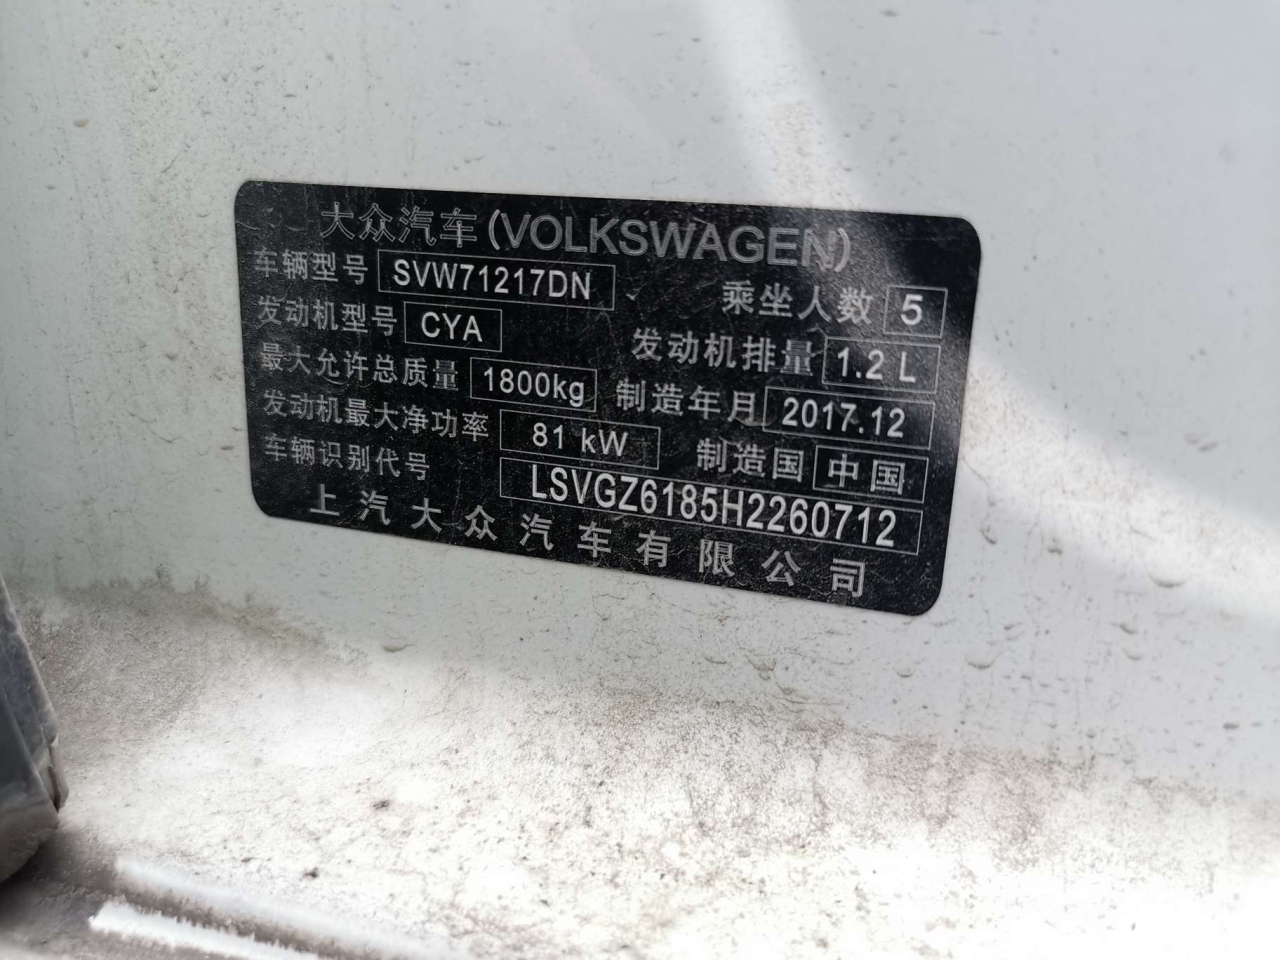 大众汽车(VOLKSWAGEN)
车辆型号 SVW71217DN 乘坐人数 5
发动机型号 CYA 发动机排量 1.2 L
最大允许总质量 1800kg 制造年月 2017.12
发动机最大净功率 81 kW 制造国 中国
车辆识别代号 LSVGZ6185H2260712
上汽大众汽车有限公司